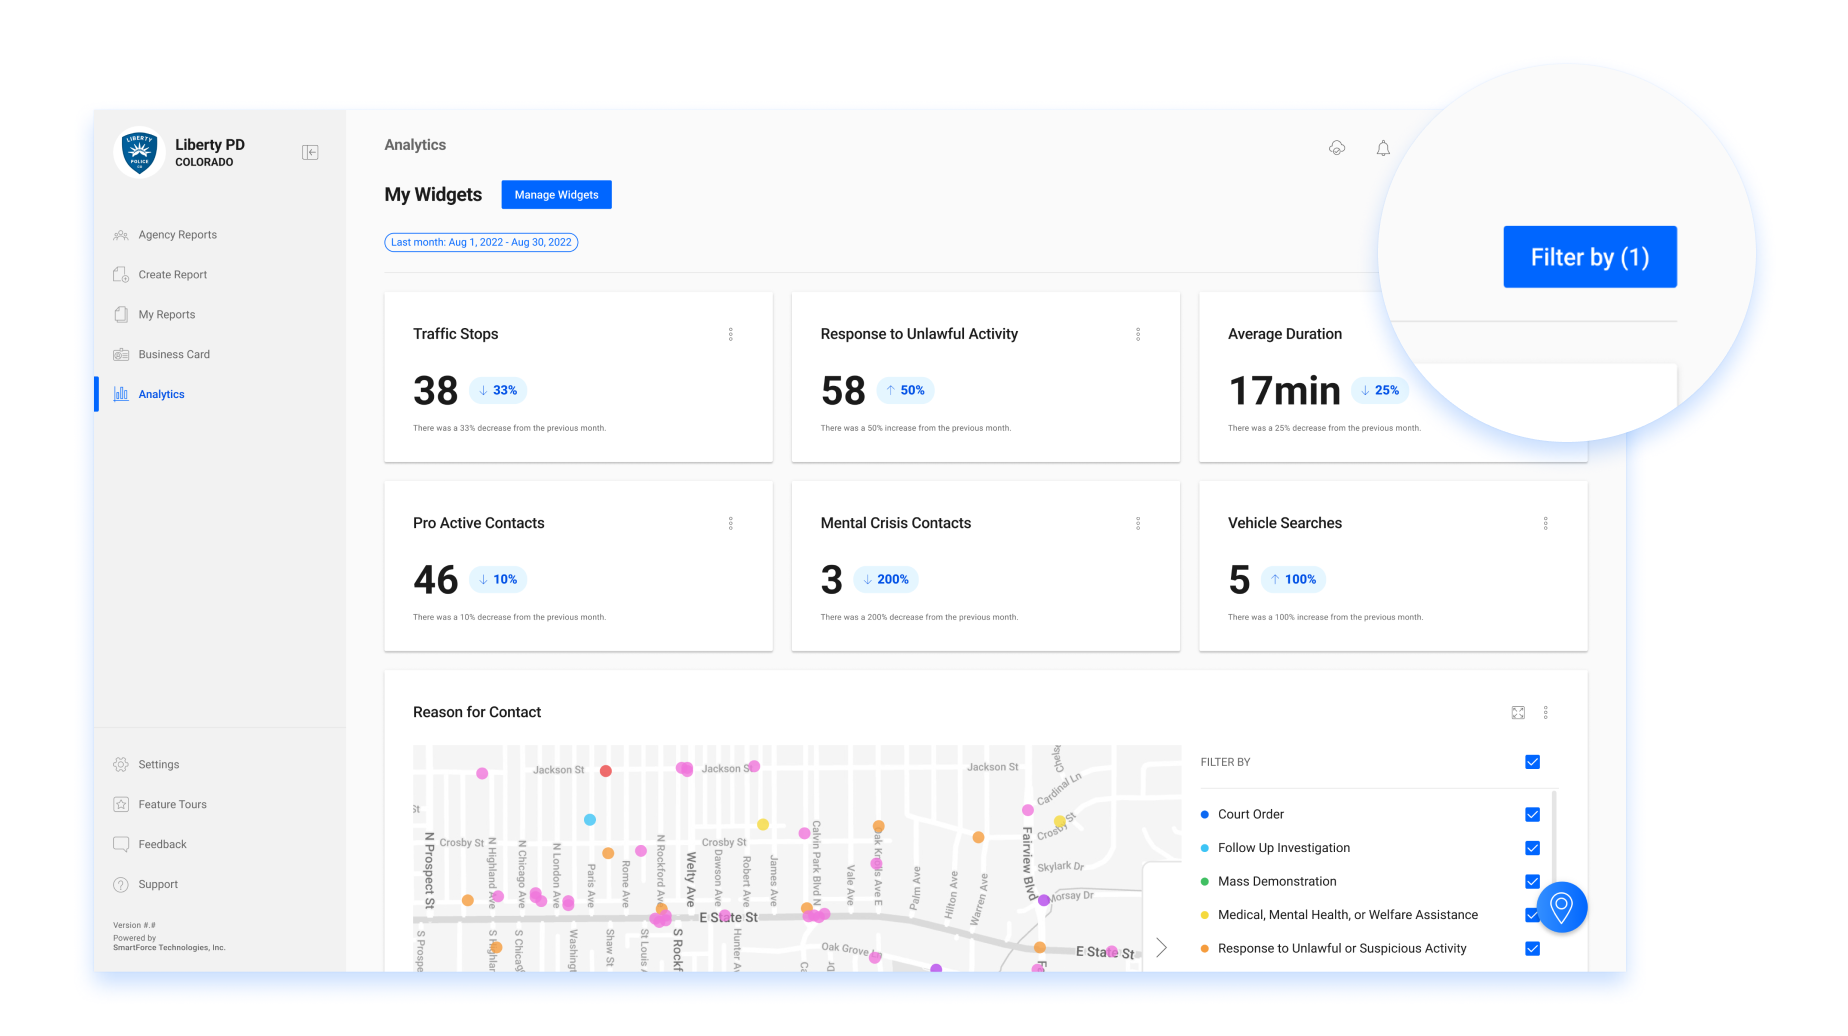 LIBERTY
POLICE
Liberty PD
COLORADO
Agency Reports
Create Report
My Reports
Business Card
Analytics
Settings
Feature Tours
Feedback
Support
Version #.#
Powered by
SmartForce Technologies, Inc.
Analytics
My Widgets
Manage Widgets
Last month: Aug 1, 2022 - Aug 30, 2022
Filter by (1)
Traffic Stops
38
33%
There was a 33% decrease from the previous month.
Response to Unlawful Activity
58
50%
There was a 50% increase from the previous month.
Average Duration
17min
25%
There was a 25% decrease from the previous month.
Pro Active Contacts
46
10%
There was a 10% decrease from the previous month.
Mental Crisis Contacts
3
200%
There was a 200% decrease from the previous month.
Vehicle Searches
5
100%
There was a 100% increase from the previous month.
Reason for Contact
Jackson St
Jackson St
Jackson St
Cardinal Ln
Crosby St
Crosby St
Crosby St
Skylark Dr
Morsay Dr
N Prospect St
N Highland Ave
N Chicago Ave
N London Ave
Paris Ave
Rome Ave
N Rockford Ave
Welty Ave
Dawson Ave
Robert Ave
James Ave
Calvin Park Blvd N
Vale Ave
Oak Knolls Ave E
Palm Ave
Hilton Ave
Warren Ave
Fairview Blvd
E State St
E State St
Oak Grove
Shaw St
FILTER BY
Court Order
Follow Up Investigation
Mass Demonstration
Medical, Mental Health, or Welfare Assistance
Response to Unlawful or Suspicious Activity